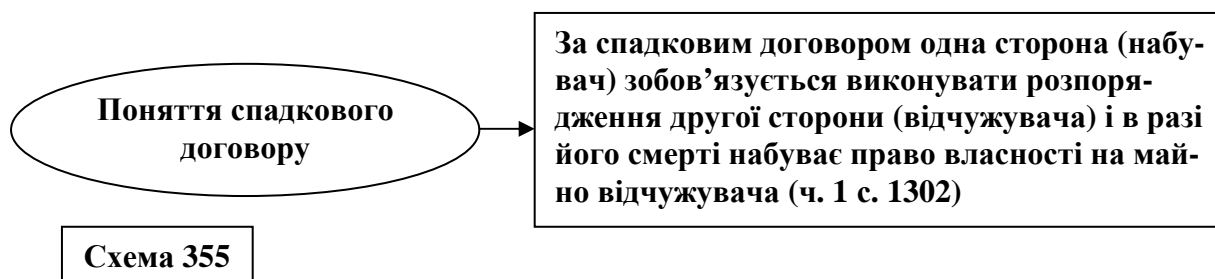 Поняття спадкового
договору
За спадковим договором одна сторона (набу-
вач) зобов’язується виконувати розпоря-
дження другої сторони (відчужувача) і в разі
його смерті набуває право власності на май-
но відчужувача (ч. 1 с. 1302)
Схема 355